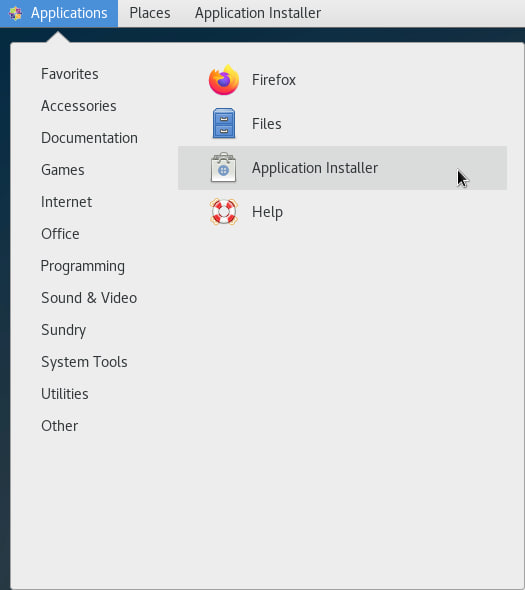 Applications Places Application Installer
Favorites
Accessories
Documentation
Games
Internet
Office
Programming
Sound & Video
Sundry
System Tools
Utilities
Other
Firefox
Files
Application Installer
Help